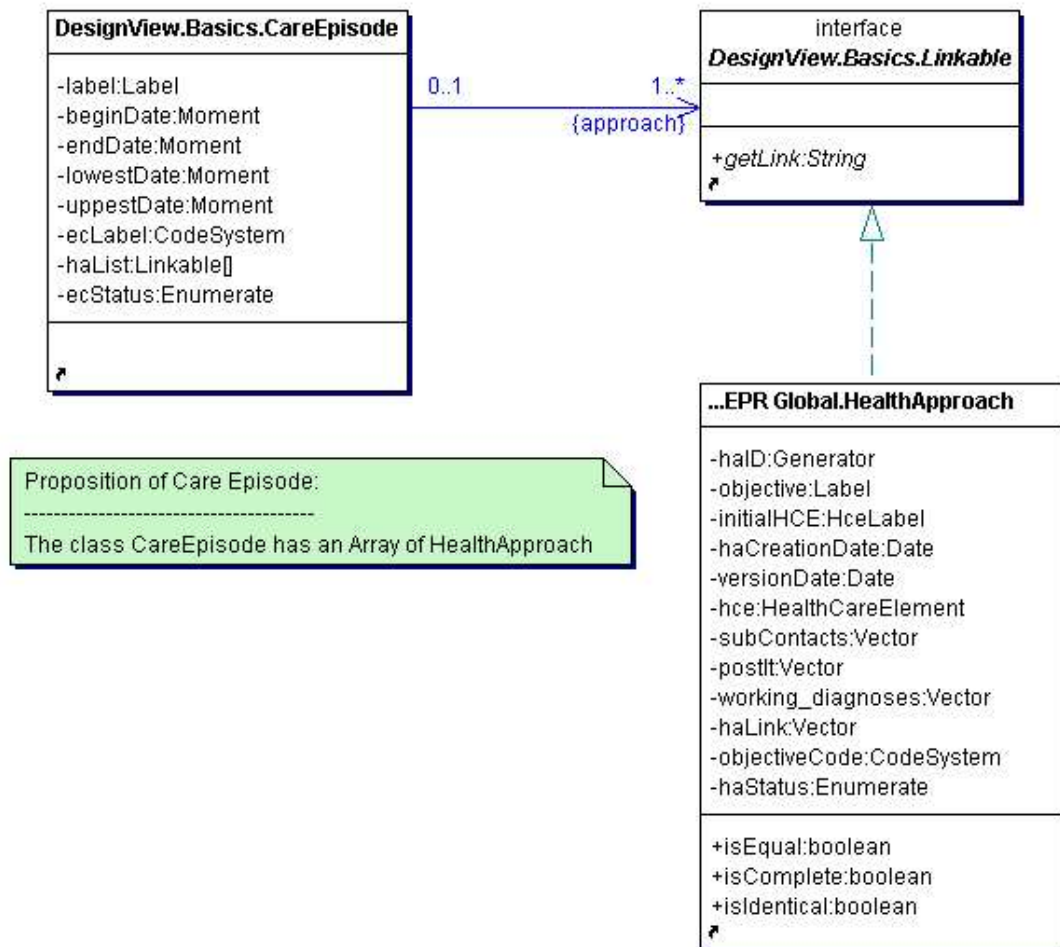 DesignView.Basics.CareEpisode
-label:Label
-beginDate:Moment
-endDate:Moment
-lowestDate:Moment
-uppestDate:Moment
-ecLabel:CodeSystem
-haList:Linkable[]
-ecStatus:Enumerate
0..1
1..*
{approach}
interface
DesignView.Basics.Linkable
+getLink:String
Proposition of Care Episode:
---------------------------------------
The class CareEpisode has an Array of HealthApproach
...EPR Global.HealthApproach
-haID:Generator
-objective:Label
-initialHCE:HceLabel
-haCreationDate:Date
-versionDate:Date
-hce:HealthCareElement
-subContacts:Vector
-postIt:Vector
-working_diagnoses:Vector
-haLink:Vector
-objectiveCode:CodeSystem
-haStatus:Enumerate
+isEqual:boolean
+isComplete:boolean
+isIdentical:boolean